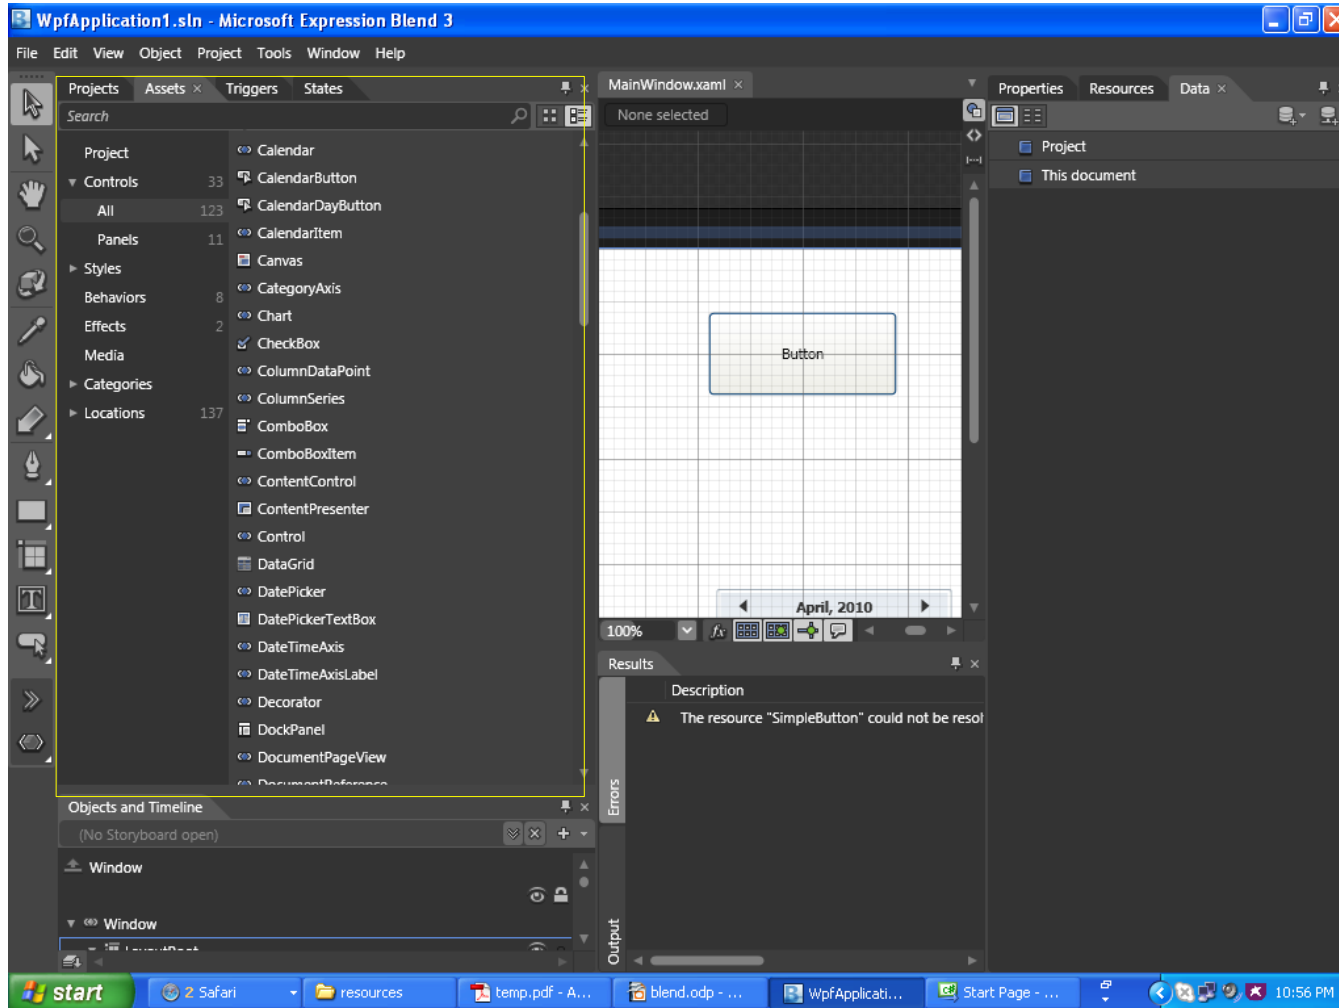 WpfApplication1.sln - Microsoft Expression Blend 3
File Edit View Object Project Tools Window Help
Projects Assets Triggers States
Search
Project
Controls 33
All 123
Panels 11
Styles
Behaviors 8
Effects 2
Media
Categories
Locations 137
Calendar
CalendarButton
CalendarDayButton
CalendarItem
Canvas
CategoryAxis
Chart
CheckBox
ColumnDataPoint
ColumnSeries
ComboBox
ComboBoxItem
ContentControl
ContentPresenter
Control
DataGrid
DatePicker
DatePickerTextBox
DateTimeAxis
DateTimeAxisLabel
Decorator
DockPanel
DocumentPageView
DocumentReference
MainWindow.xaml
None selected
Button
April, 2010
100%
fx
Properties Resources Data
Project
This document
Objects and Timeline
(No Storyboard open)
Window
Window
LayoutRoot
Results
Errors
Output
Description
The resource "SimpleButton" could not be resol
start
2 Safari
resources
temp.pdf - A...
blend.odp - ...
WpfApplicati...
Start Page - ...
10:56 PM